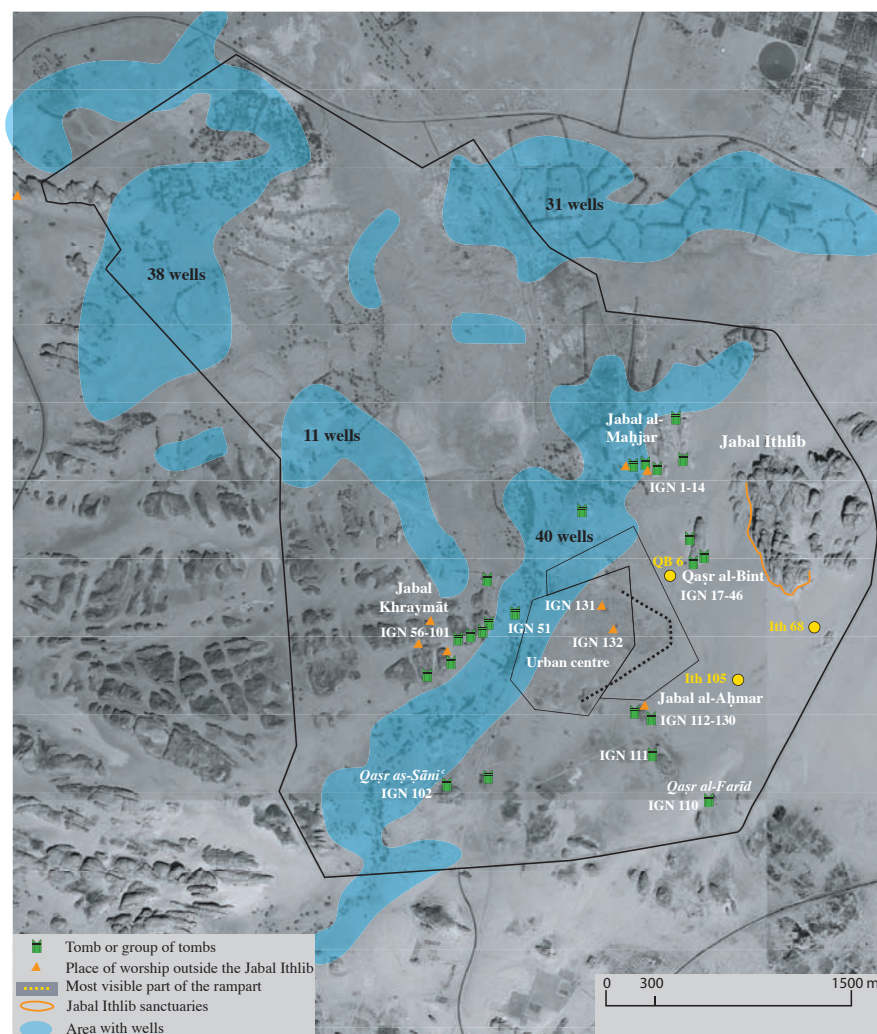 31 wells
38 wells
Jabal al-
Maḥjar
Jabal Ithlib
11 wells
IGN 1-14
40 wells
QB 6
Qaṣr al-Bint
IGN 17-46
Jabal
Khraymāt
IGN 56-101
IGN 51
IGN 131
IGN 132
Urban centre
Ith 68
Ith 105
Jabal al-Aḥmar
IGN 112-130
IGN 111
Qaṣr aṣ-Ṣāniʿ
IGN 102
Qaṣr al-Farīd
IGN 110
Tomb or group of tombs
Place of worship outside the Jabal Ithlib
Most visible part of the rampart
Jabal Ithlib sanctuaries
Area with wells
0 300 1500 m